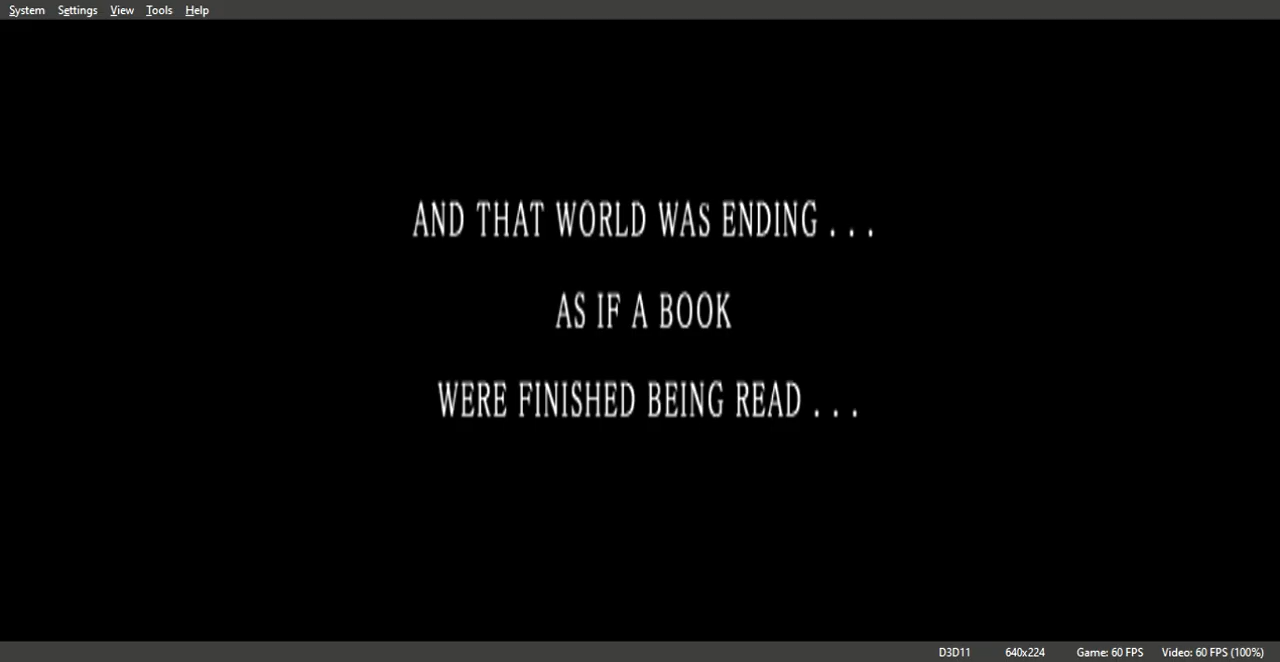 System Settings View Tools Help
AND THAT WORLD WAS ENDING . . .
AS IF A BOOK
WERE FINISHED BEING READ . . .
D3D11 640x224 Game: 60 FPS Video: 60 FPS (100%)